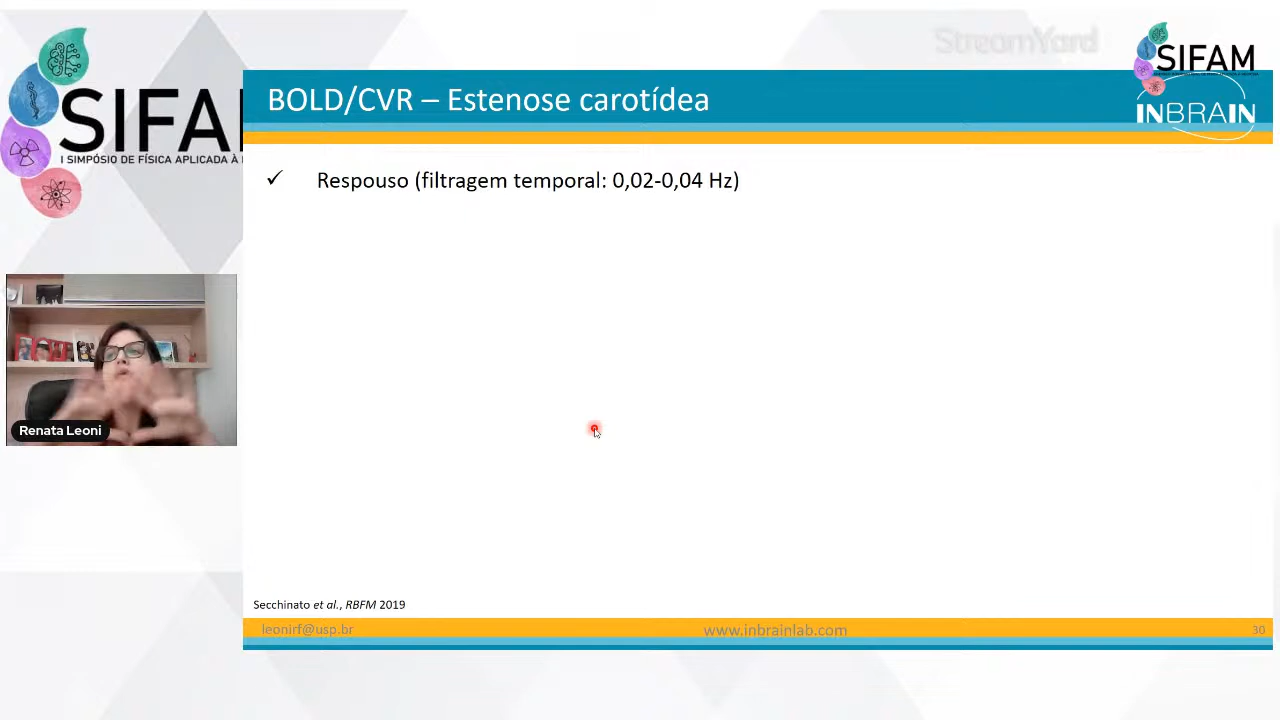 StreamYard
SIFAM
INBRAIN
SIFA
I SIMPÓSIO DE FÍSICA APLICADA À
BOLD/CVR – Estenose carotídea
✓ Respouso (filtragem temporal: 0,02-0,04 Hz)
Renata Leoni
Secchinato et al., RBFM 2019
leonirf@usp.br
www.inbrainlab.com
30